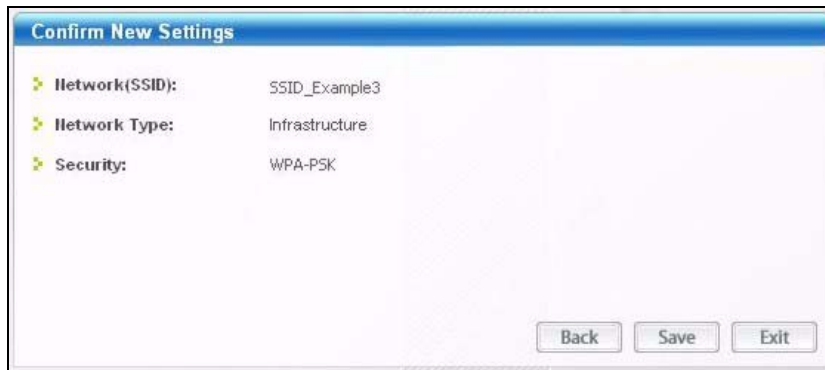 Confirm New Settings
Network(SSID): SSID_Example3
Network Type: Infrastructure
Security: WPA-PSK
Back Save Exit